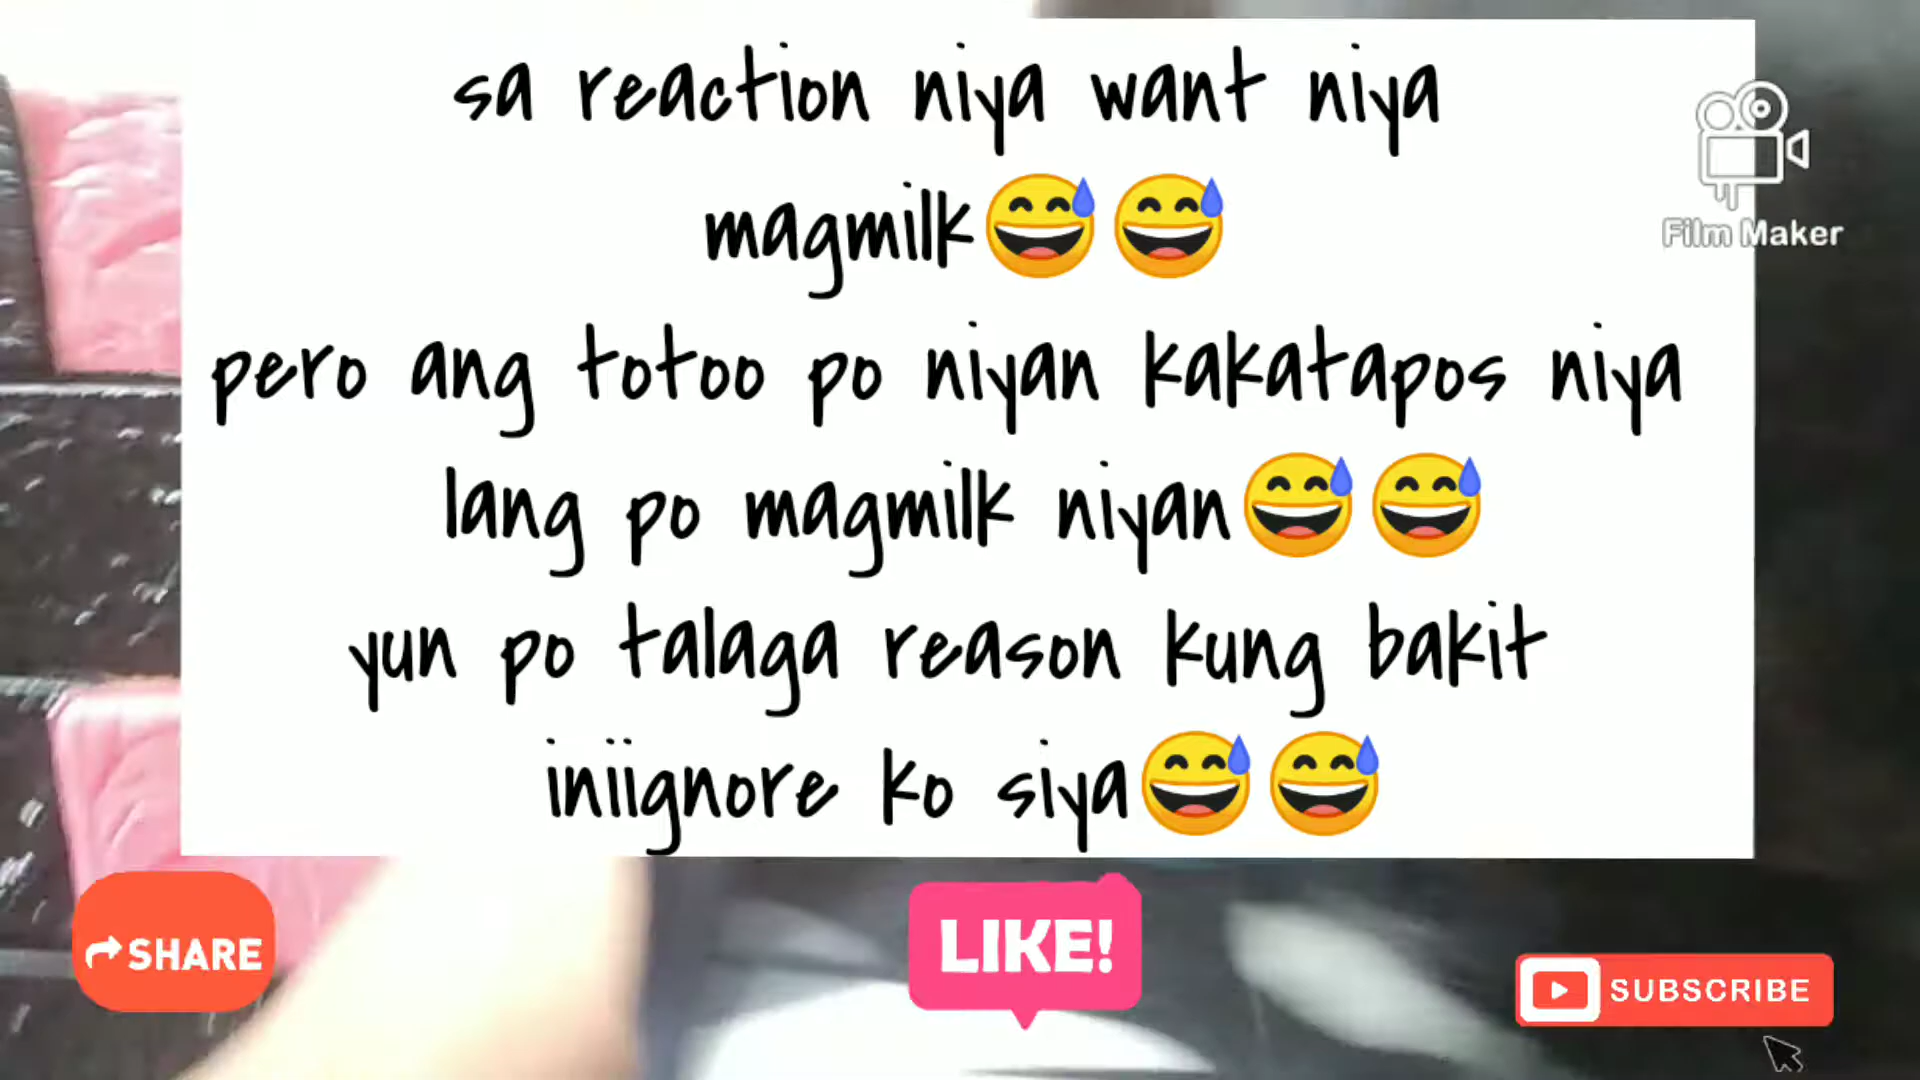 sa reaction niya want niya
magmilk😅😅
pero ang totoo po niyan kakatapos niya
lang po magmilk niyan😅😅
yun po talaga reason kung bakit
iniignore ko siya😅😅
Film Maker
SHARE
LIKE!
SUBSCRIBE